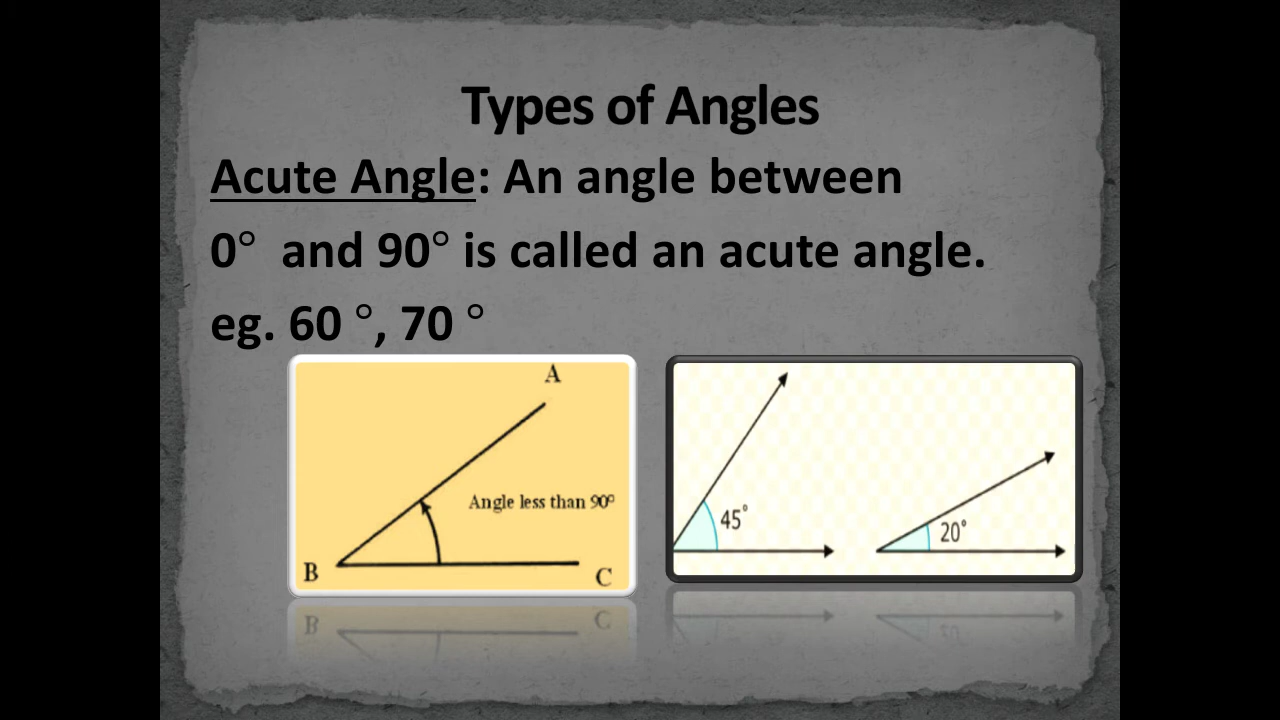 Types of Angles
Acute Angle: An angle between
0° and 90° is called an acute angle.
eg. 60 °, 70 °
A
Angle less than 90º
B
C
45°
20°